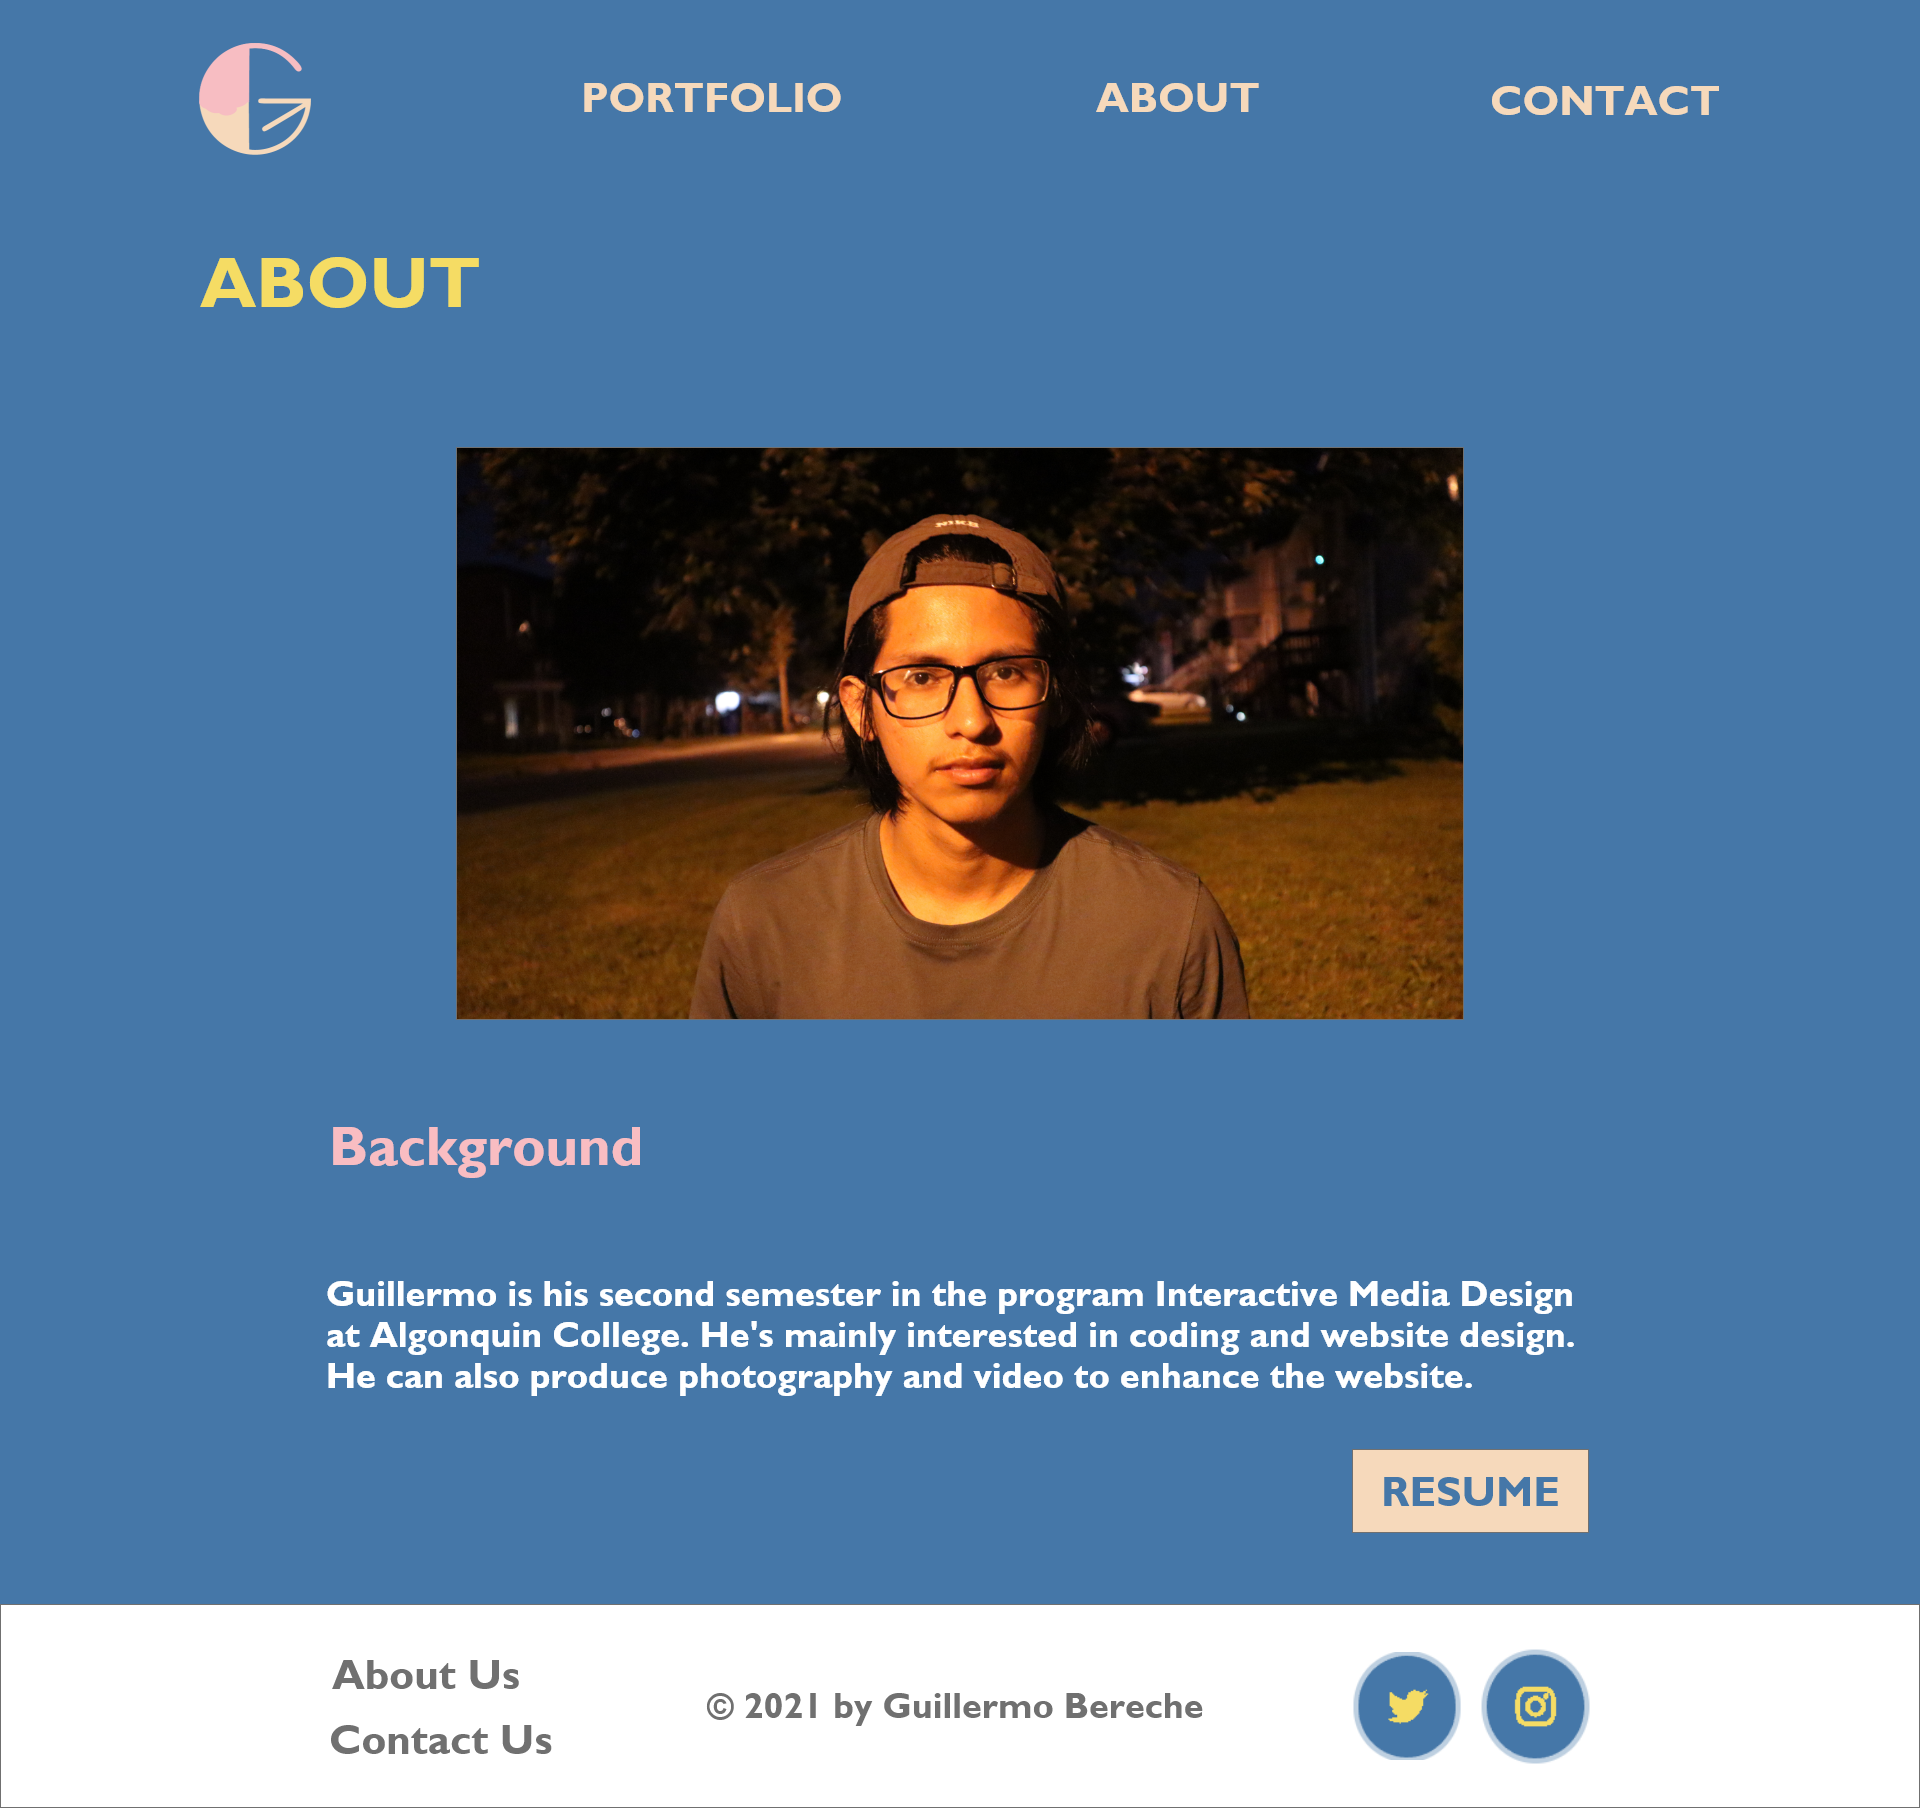 PORTFOLIO ABOUT CONTACT
ABOUT
NIKE
Background
Guillermo is his second semester in the program Interactive Media Design
at Algonquin College. He's mainly interested in coding and website design.
He can also produce photography and video to enhance the website.
RESUME
About Us
© 2021 by Guillermo Bereche
Contact Us